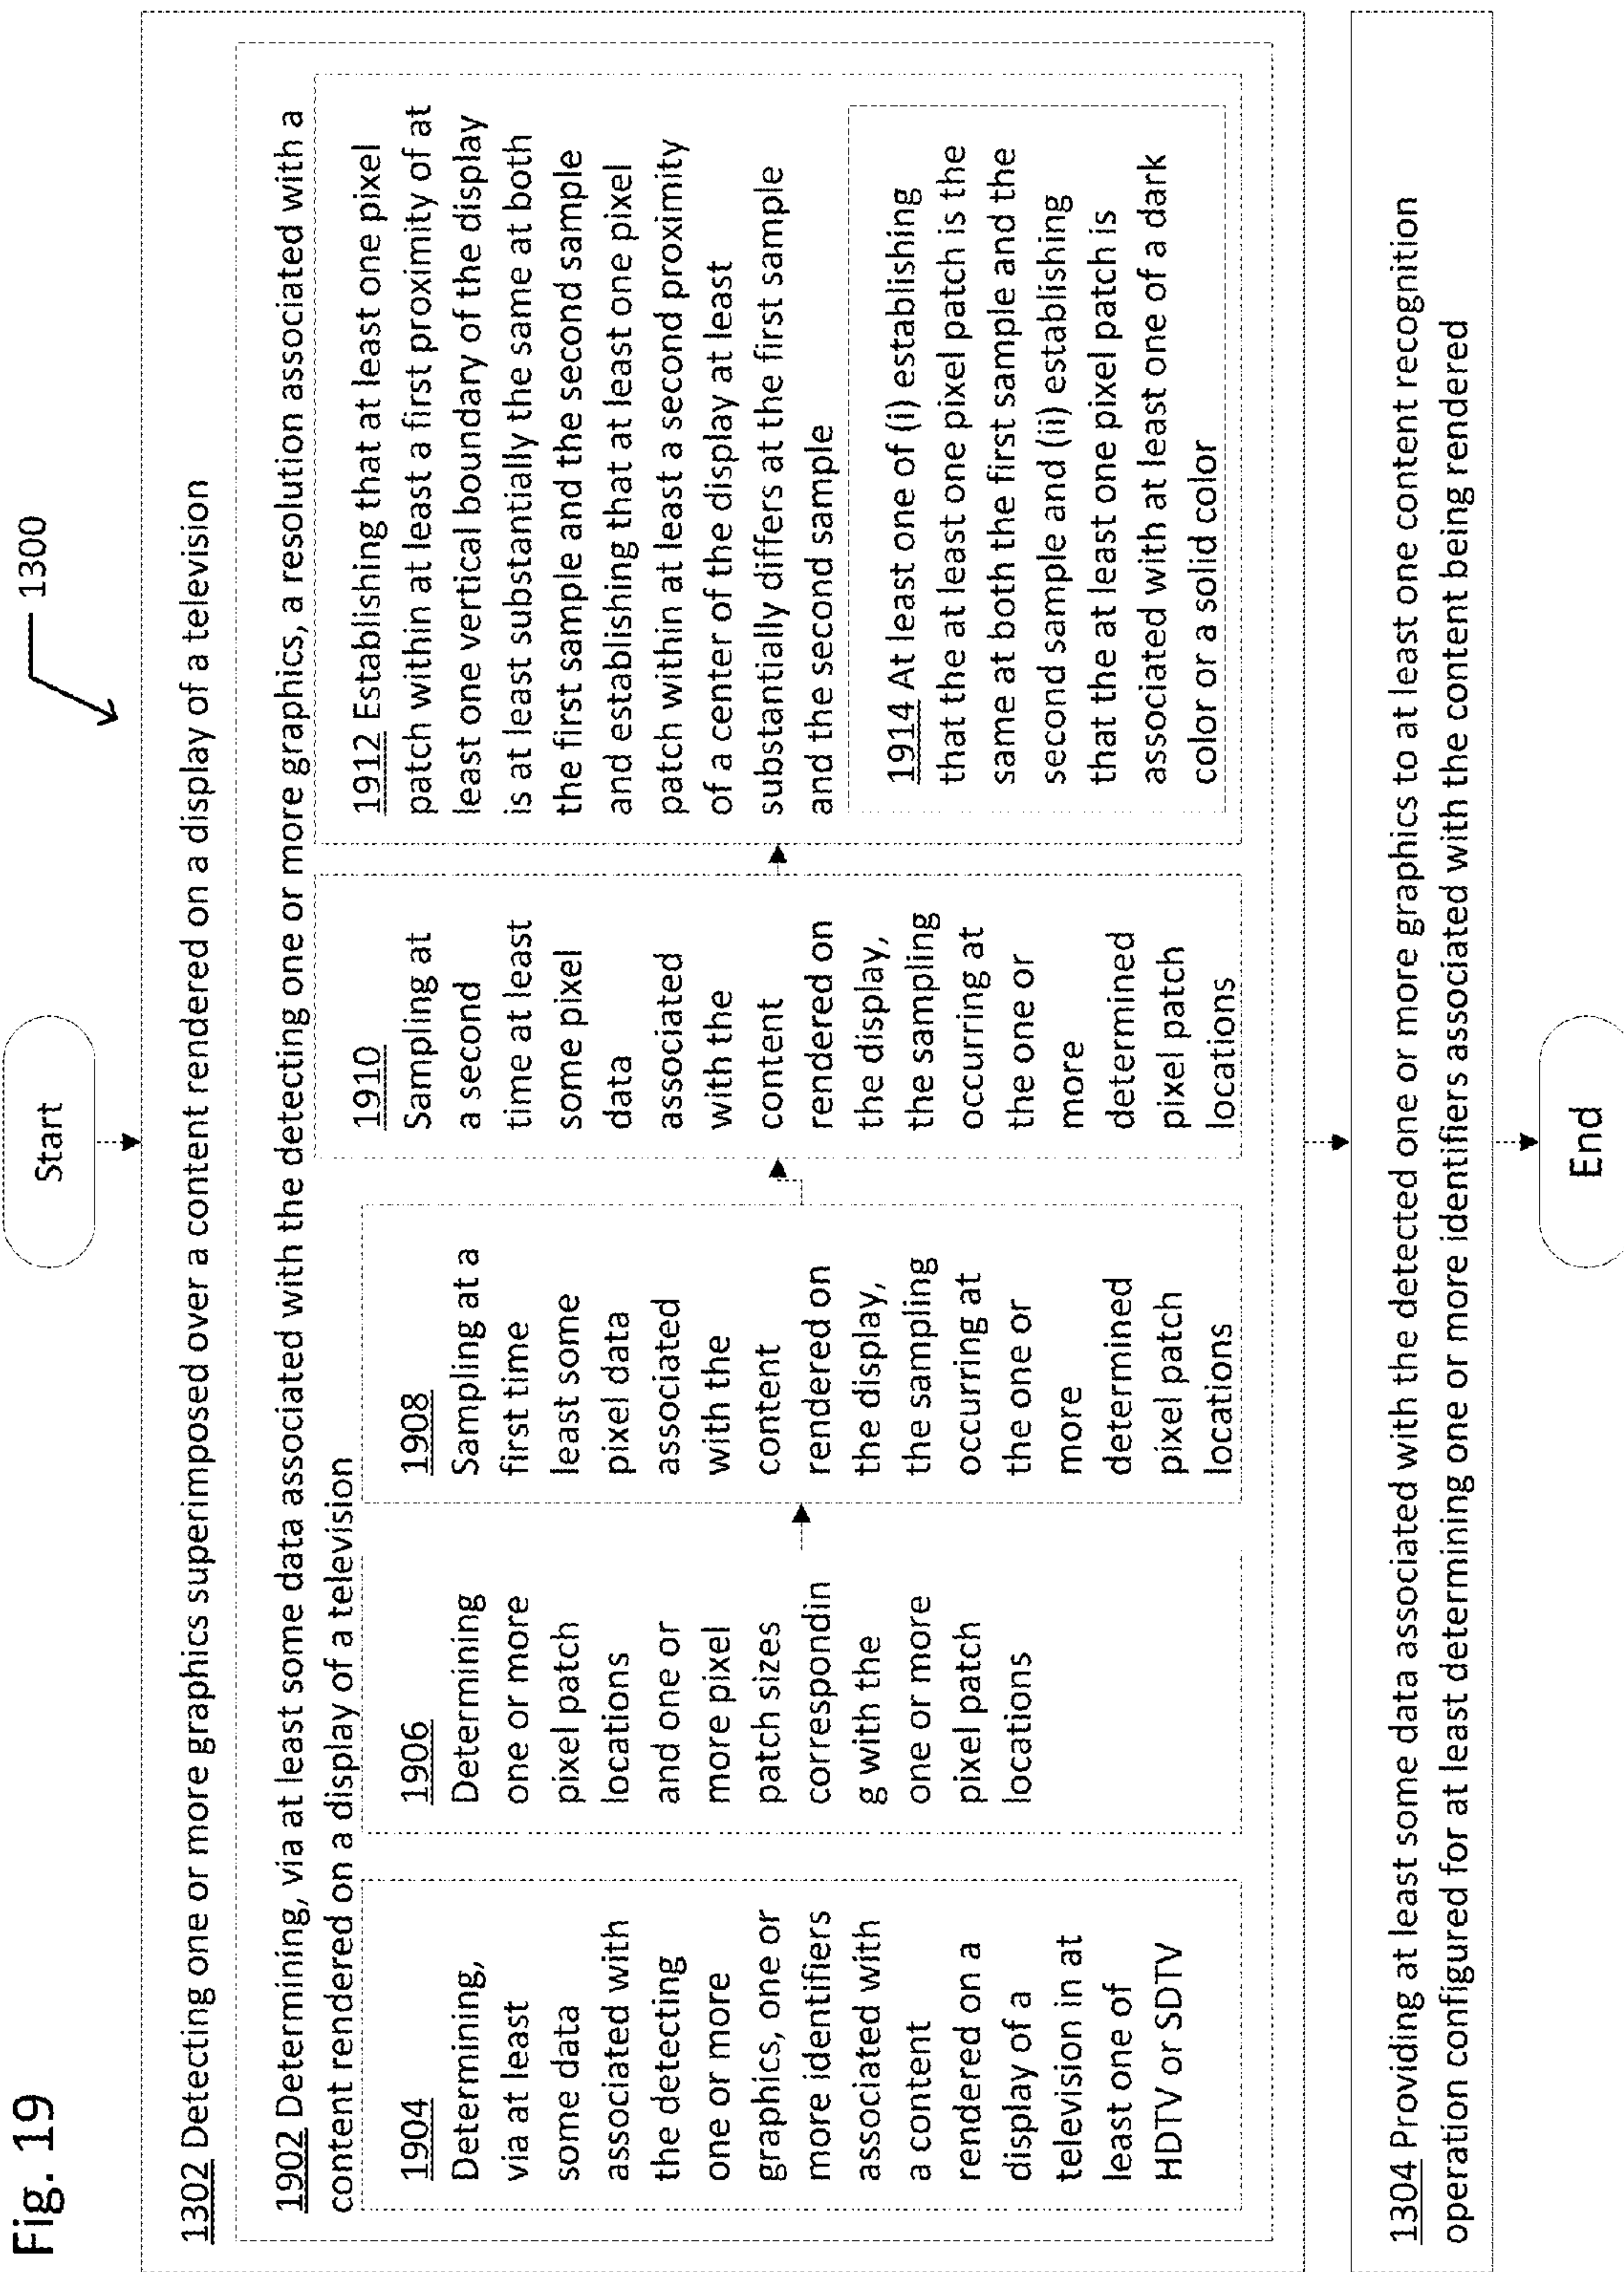 Fig. 19
1300
Start
1302 Detecting one or more graphics superimposed over a content rendered on a display of a television
1902 Determining, via at least some data associated with the detecting one or more graphics, a resolution associated with a
content rendered on a display of a television
1904
Determining,
via at least
some data
associated with
the detecting
one or more
graphics, one or
more identifiers
associated with
a content
rendered on a
display of a
television in at
least one of
HDTV or SDTV
1906
Determining
one or more
pixel patch
locations
and one or
more pixel
patch sizes
correspondin
g with the
one or more
pixel patch
locations
1908
Sampling at a
first time
least some
pixel data
associated
with the
content
rendered on
the display,
the sampling
occurring at
the one or
more
determined
pixel patch
locations
1910
Sampling at
a second
time at least
some pixel
data
associated
with the
content
rendered on
the display,
the sampling
occurring at
the one or
more
determined
pixel patch
locations
1912 Establishing that at least one pixel
patch within at least a first proximity of at
least one vertical boundary of the display
is at least substantially the same at both
the first sample and the second sample
and establishing that at least one pixel
patch within at least a second proximity
of a center of the display at least
substantially differs at the first sample
and the second sample
1914 At least one of (i) establishing
that the at least one pixel patch is the
same at both the first sample and the
second sample and (ii) establishing
that the at least one pixel patch is
associated with at least one of a dark
color or a solid color
1304 Providing at least some data associated with the detected one or more graphics to at least one content recognition
operation configured for at least determining one or more identifiers associated with the content being rendered
End